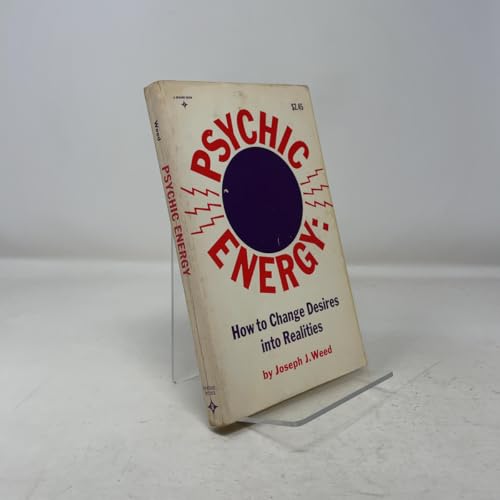 $2.45
PSYCHIC
ENERGY:
How to Change Desires
into Realities
by Joseph J. Weed
Weed
PSYCHIC ENERGY